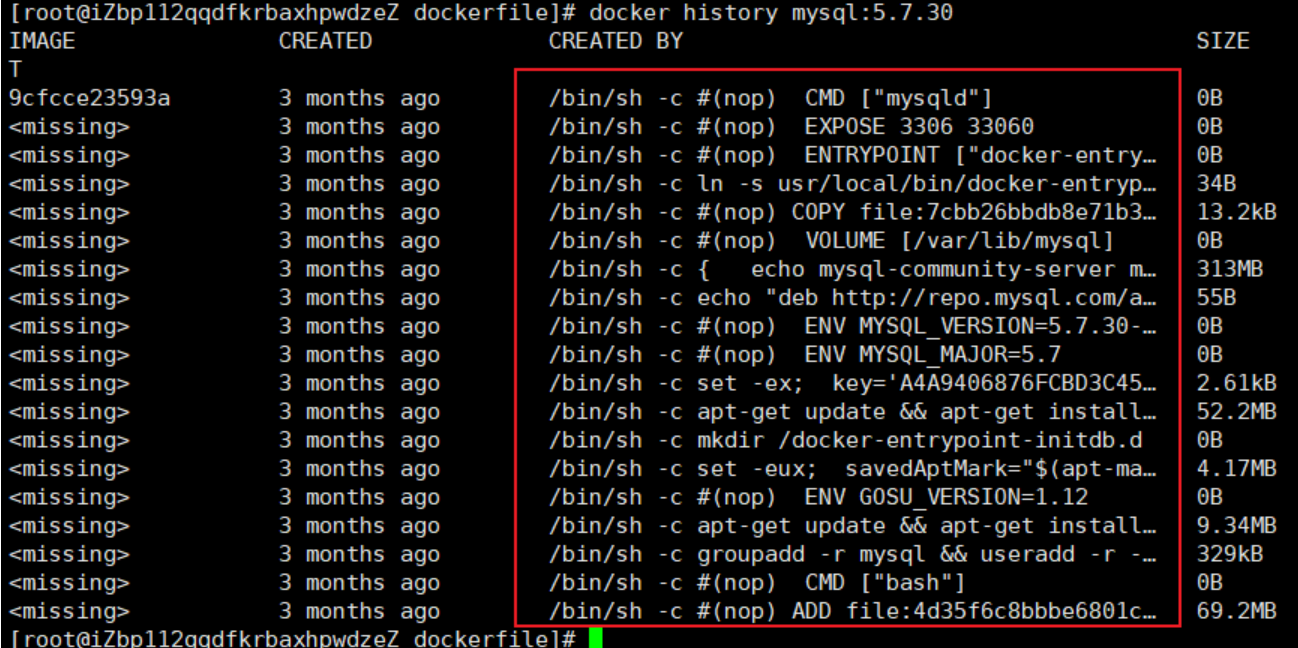 [root@iZbp112qqdfkrbaxhpwdzeZ dockerfile]# docker history mysql:5.7.30
IMAGE CREATED CREATED BY SIZE
T
9cfcce23593a 3 months ago /bin/sh -c #(nop)  CMD ["mysqld"] 0B
<missing> 3 months ago /bin/sh -c #(nop)  EXPOSE 3306 33060 0B
<missing> 3 months ago /bin/sh -c #(nop)  ENTRYPOINT ["docker-entry… 0B
<missing> 3 months ago /bin/sh -c ln -s usr/local/bin/docker-entryp… 34B
<missing> 3 months ago /bin/sh -c #(nop) COPY file:7cbb26bbdb8e71b3… 13.2kB
<missing> 3 months ago /bin/sh -c #(nop)  VOLUME [/var/lib/mysql] 0B
<missing> 3 months ago /bin/sh -c {   echo mysql-community-server m… 313MB
<missing> 3 months ago /bin/sh -c echo "deb http://repo.mysql.com/a… 55B
<missing> 3 months ago /bin/sh -c #(nop)  ENV MYSQL_VERSION=5.7.30-… 0B
<missing> 3 months ago /bin/sh -c #(nop)  ENV MYSQL_MAJOR=5.7 0B
<missing> 3 months ago /bin/sh -c set -ex;  key='A4A9406876FCBD3C45… 2.61kB
<missing> 3 months ago /bin/sh -c apt-get update && apt-get install… 52.2MB
<missing> 3 months ago /bin/sh -c mkdir /docker-entrypoint-initdb.d 0B
<missing> 3 months ago /bin/sh -c set -eux;  savedAptMark="$(apt-ma… 4.17MB
<missing> 3 months ago /bin/sh -c #(nop)  ENV GOSU_VERSION=1.12 0B
<missing> 3 months ago /bin/sh -c apt-get update && apt-get install… 9.34MB
<missing> 3 months ago /bin/sh -c groupadd -r mysql && useradd -r -… 329kB
<missing> 3 months ago /bin/sh -c #(nop)  CMD ["bash"] 0B
<missing> 3 months ago /bin/sh -c #(nop) ADD file:4d35f6c8bbbe6801c… 69.2MB
[root@iZbp112qqdfkrbaxhpwdzeZ dockerfile]#